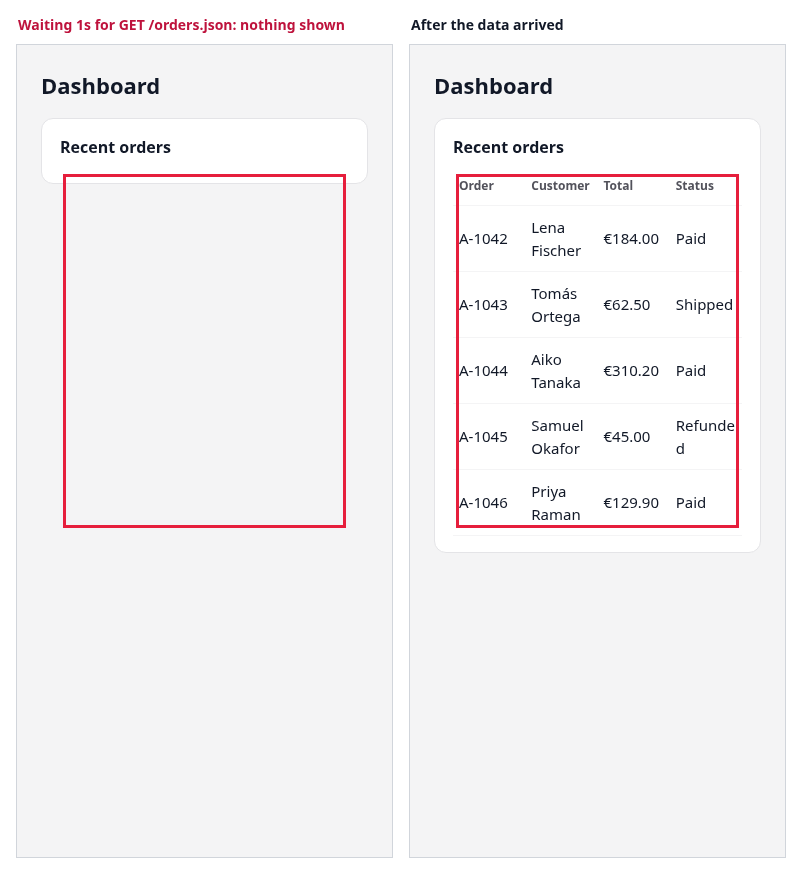 Waiting 1s for GET /orders.json: nothing shown
Dashboard
Recent orders
After the data arrived
Dashboard
Recent orders
Order Customer Total Status
A-1042 Lena Fischer €184.00 Paid
A-1043 Tomás Ortega €62.50 Shipped
A-1044 Aiko Tanaka €310.20 Paid
A-1045 Samuel Okafor €45.00 Refunded
A-1046 Priya Raman €129.90 Paid